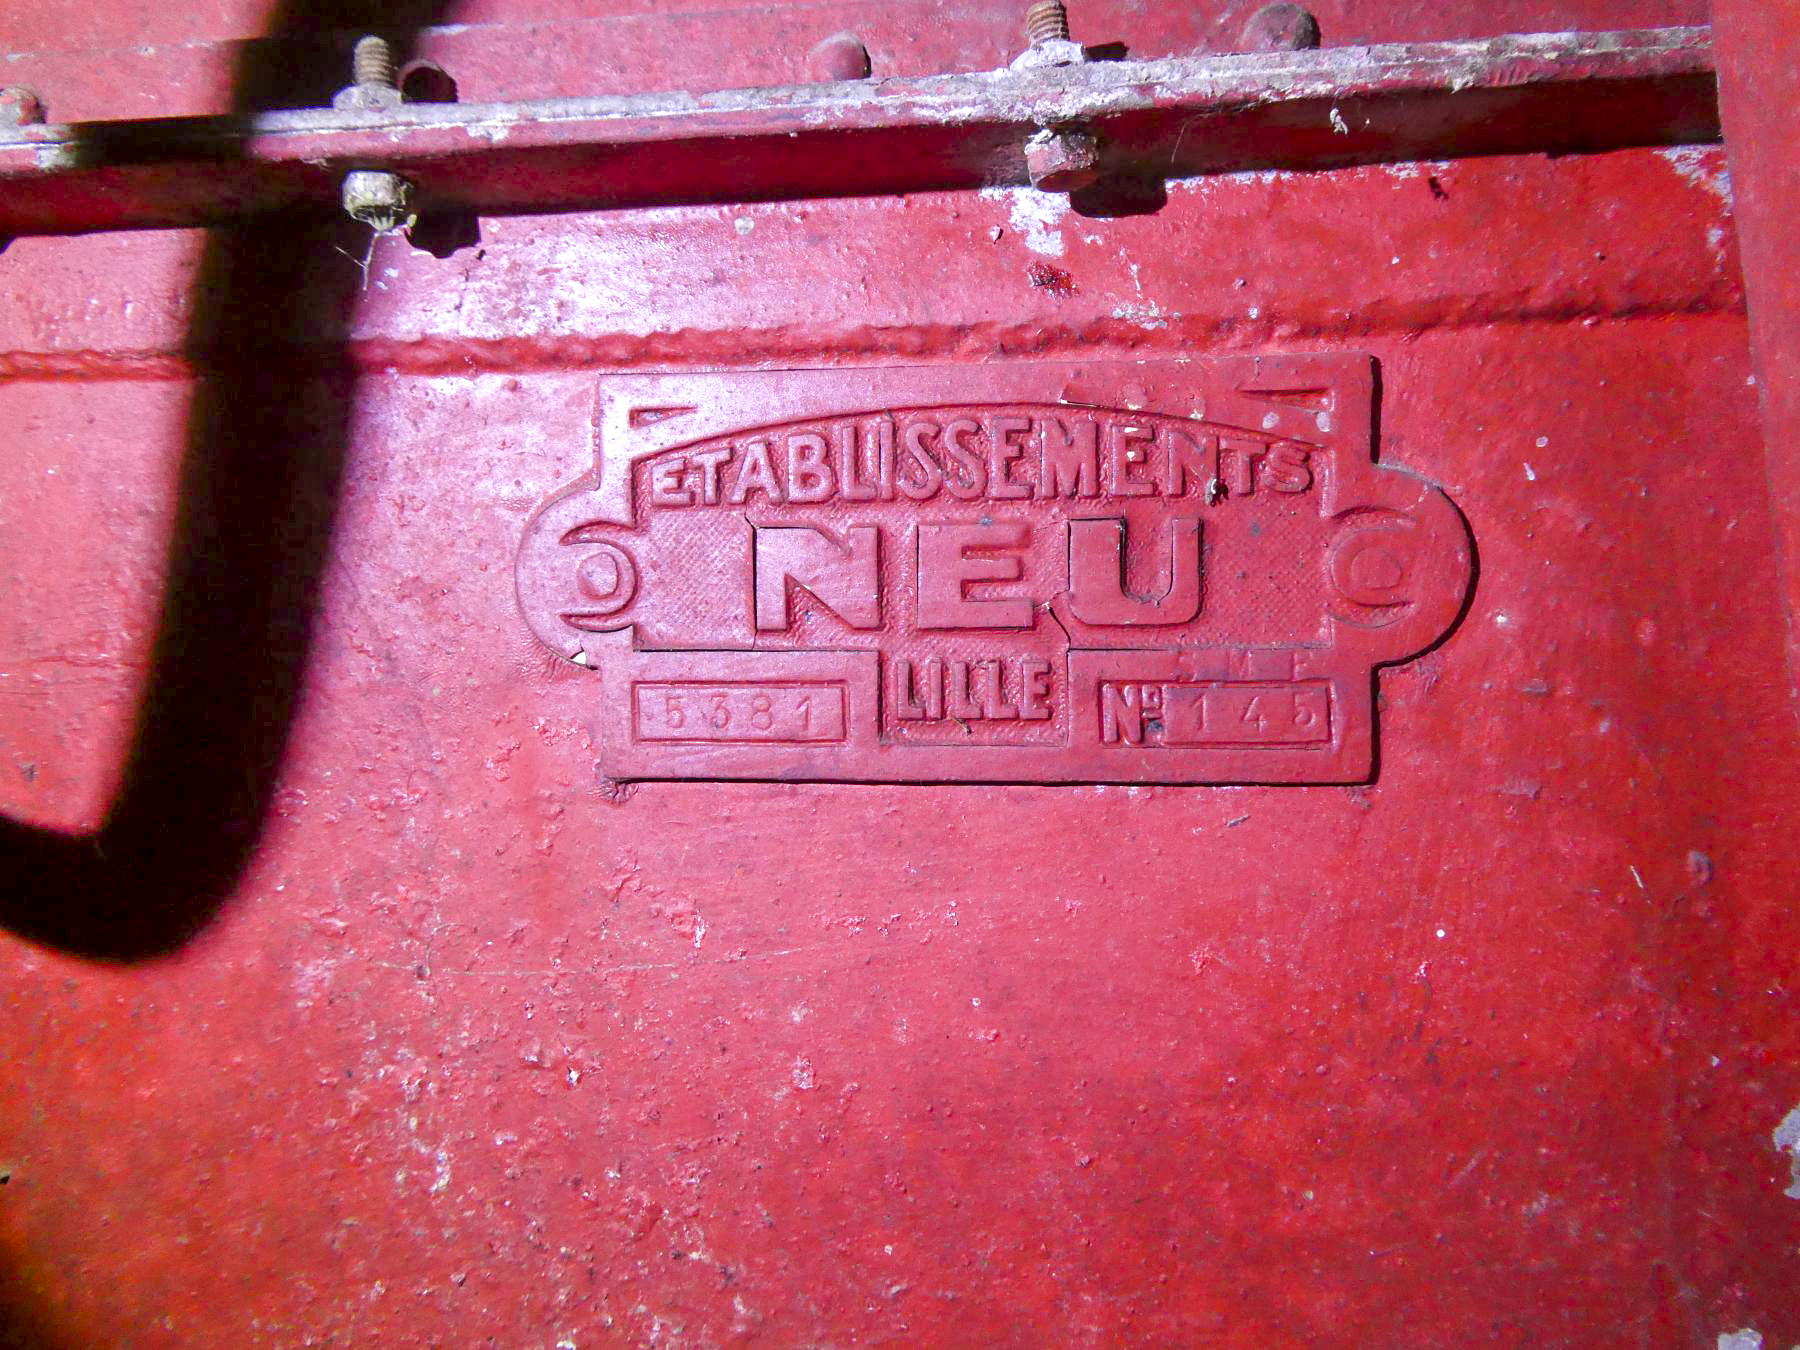 ETABLISSEMENTS
NEU
LILLE
5381
No 145